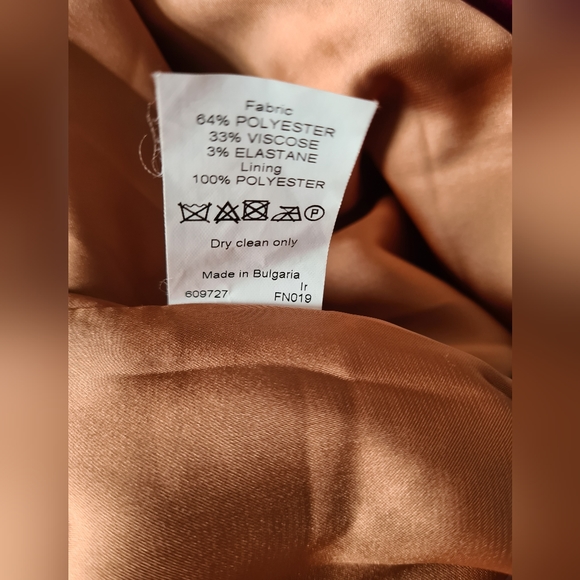 Fabric
64% POLYESTER
33% VISCOSE
3% ELASTANE
Lining
100% POLYESTER
P
Dry clean only
Made in Bulgaria
Ir
609727 FN019